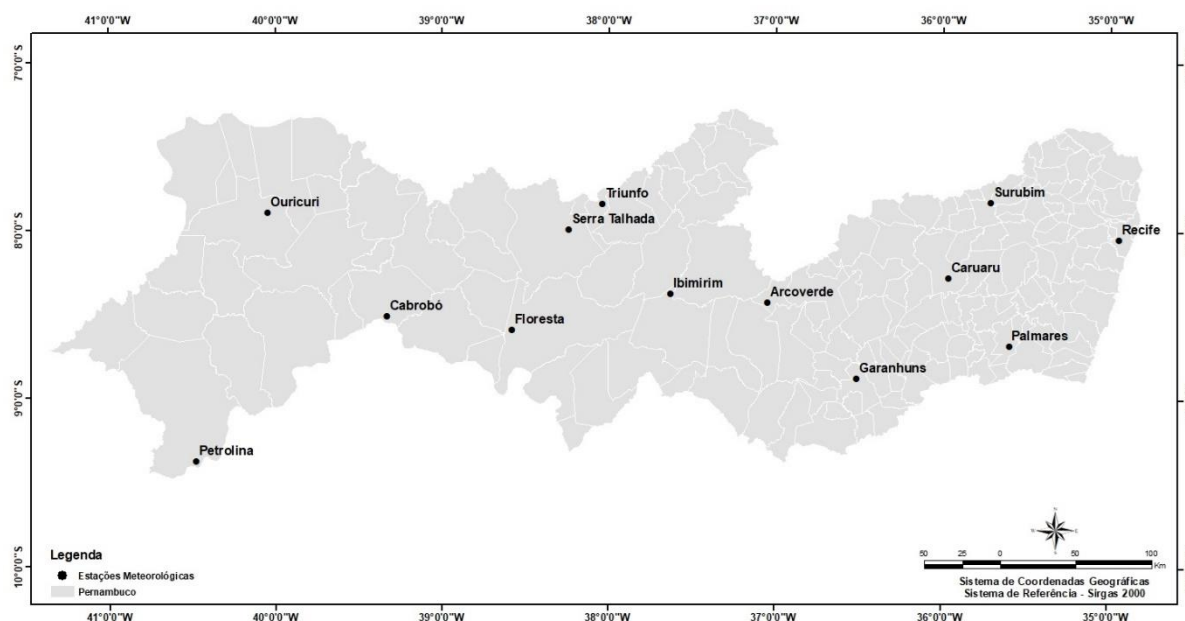 41°0'0"W 40°0'0"W 39°0'0"W 38°0'0"W 37°0'0"W 36°0'0"W 35°0'0"W
7°0'0"S
Triunfo
Surubim
Ouricuri
Serra Talhada
Recife
8°0'0"S
Caruaru
Ibimirim
Arcoverde
Cabrobó
Floresta
Palmares
Garanhuns
9°0'0"S
Petrolina
N
Legenda
Estações Meteorológicas
Pernambuco
50 25 0 50 100
Km
Sistema de Coordenadas Geográficas
Sistema de Referência - Sirgas 2000
10°0'0"S
41°0'0"W 40°0'0"W 39°0'0"W 38°0'0"W 37°0'0"W 36°0'0"W 35°0'0"W